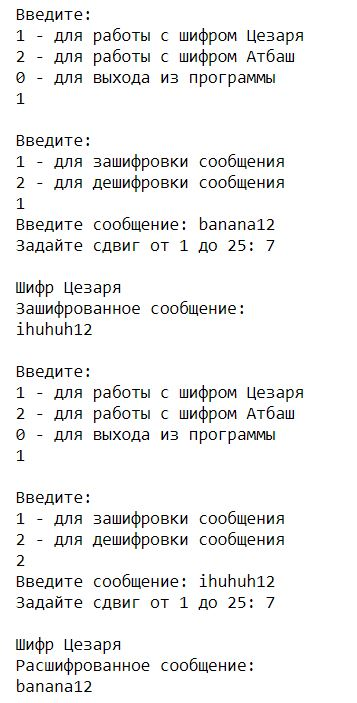 Введите:
1 - для работы с шифром Цезаря
2 - для работы с шифром Атбаш
0 - для выхода из программы
1
Введите:
1 - для зашифровки сообщения
2 - для дешифровки сообщения
1
Введите сообщение: banana12
Задайте сдвиг от 1 до 25: 7
Шифр Цезаря
Зашифрованное сообщение:
ihuhuh12
Введите:
1 - для работы с шифром Цезаря
2 - для работы с шифром Атбаш
0 - для выхода из программы
1
Введите:
1 - для зашифровки сообщения
2 - для дешифровки сообщения
2
Введите сообщение: ihuhuh12
Задайте сдвиг от 1 до 25: 7
Шифр Цезаря
Расшифрованное сообщение:
banana12